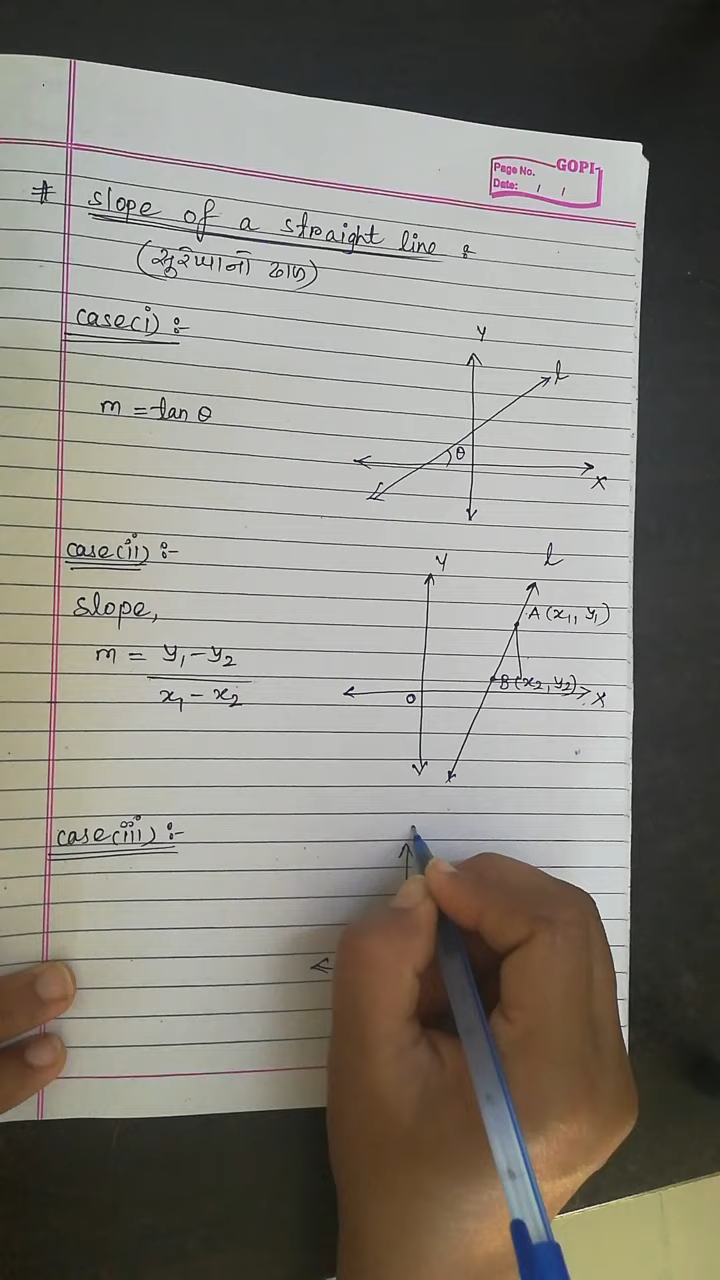 Page No.
GOPI
Date: / /
# slope of a straight line :
(सुरेषानो ढाળ)
case(i) :-
m = tan θ
y
l
θ
x
case(ii) :-
slope,
m = y₁ - y₂
x₁ - x₂
y
l
A(x₁, y₁)
B(x₂, y₂)
x
0
case(iii) :-